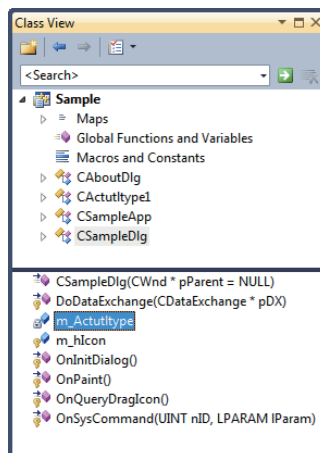 Class View
<Search>
Sample
Maps
Global Functions and Variables
Macros and Constants
CAboutDlg
CActutltype1
CSampleApp
CSampleDlg
CSampleDlg(CWnd * pParent = NULL)
DoDataExchange(CDataExchange * pDX)
m_ActutItype
m_hIcon
OnInitDialog()
OnPaint()
OnQueryDragIcon()
OnSysCommand(UINT nID, LPARAM lParam)